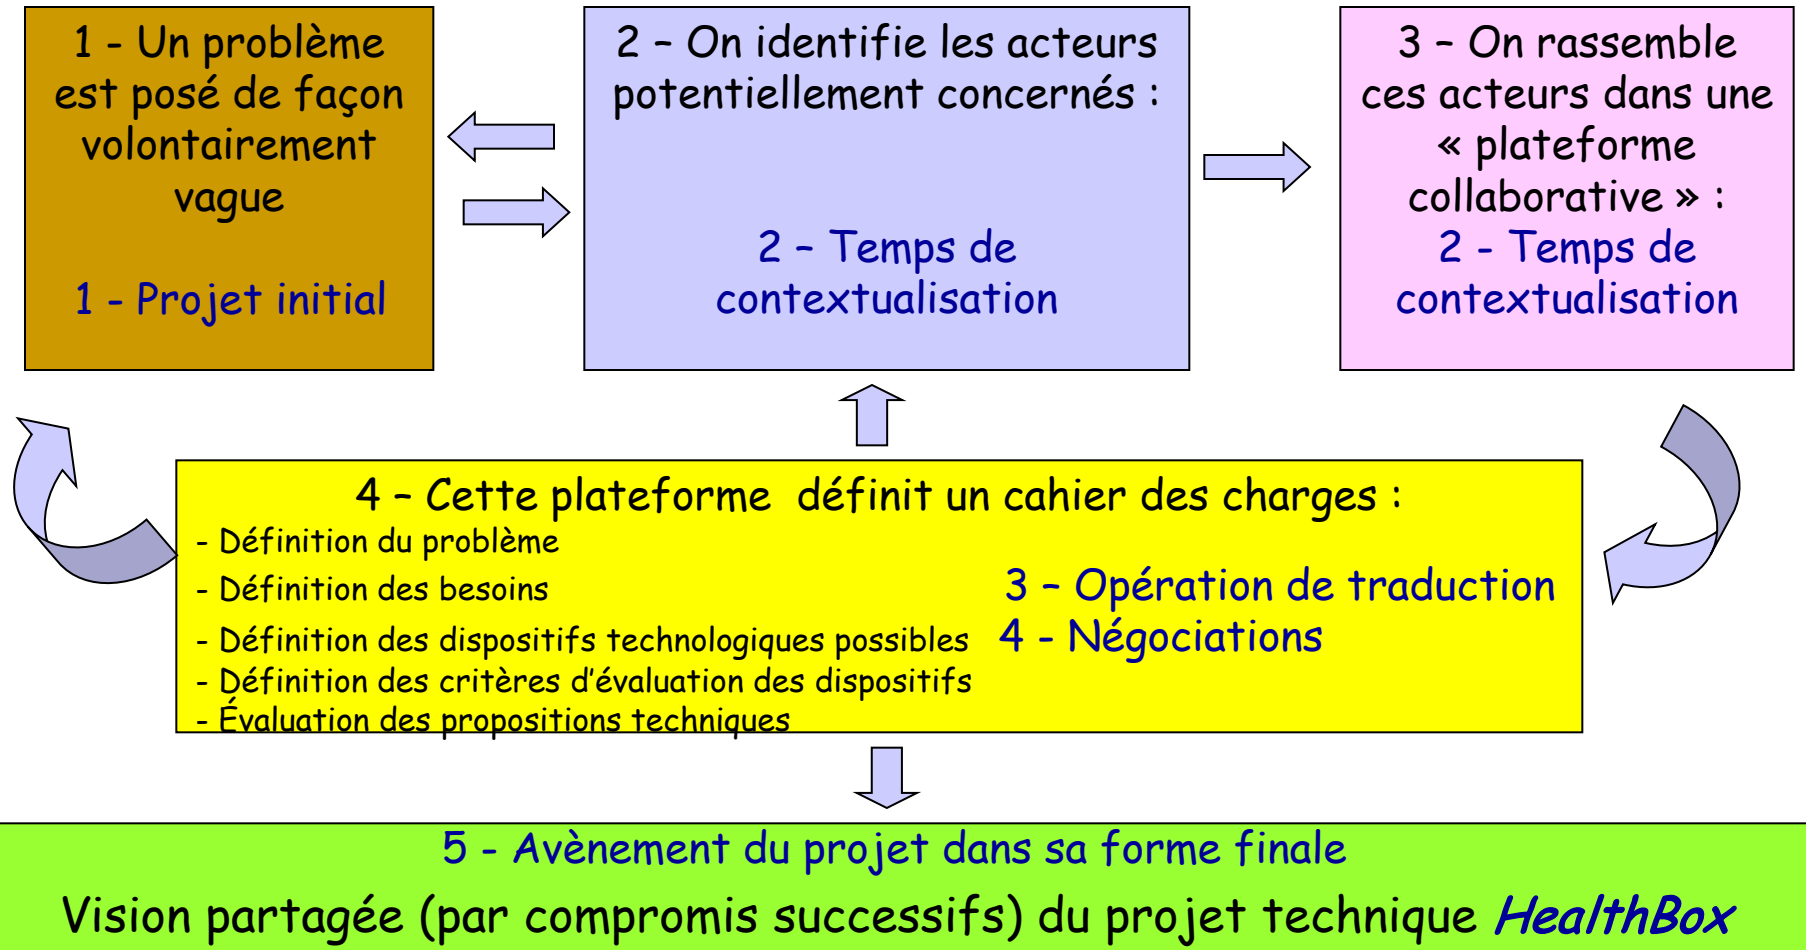 1 - Un problème
est posé de façon
volontairement
vague
1 - Projet initial
2 – On identifie les acteurs
potentiellement concernés :
2 – Temps de
contextualisation
3 – On rassemble
ces acteurs dans une
« plateforme
collaborative » :
2 - Temps de
contextualisation
4 – Cette plateforme définit un cahier des charges :
- Définition du problème
- Définition des besoins
3 – Opération de traduction
- Définition des dispositifs technologiques possibles
4 - Négociations
- Définition des critères d’évaluation des dispositifs
- Évaluation des propositions techniques
5 - Avènement du projet dans sa forme finale
Vision partagée (par compromis successifs) du projet technique HealthBox